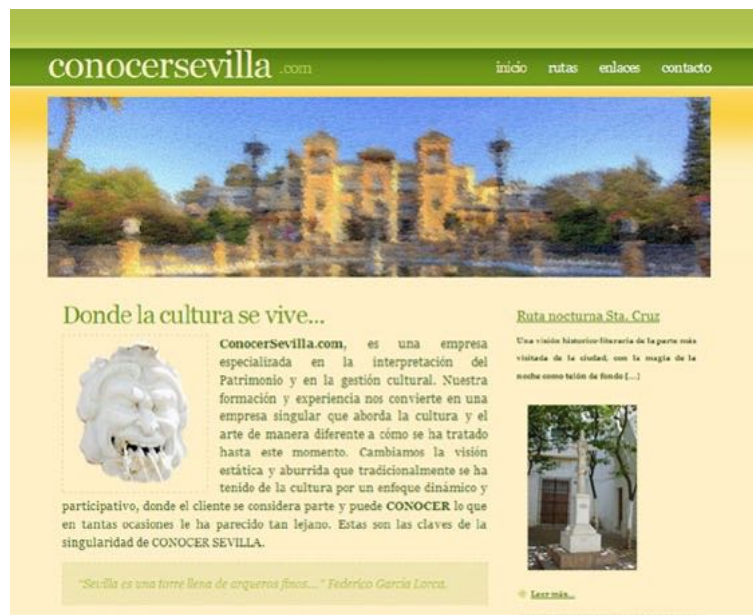 conocersevilla .com
inicio rutas enlaces contacto
Donde la cultura se vive...
ConocerSevilla.com, es una empresa
especializada en la interpretación del
Patrimonio y en la gestión cultural. Nuestra
formación y experiencia nos convierte en una
empresa singular que aborda la cultura y el
arte de manera diferente a cómo se ha tratado
hasta este momento. Cambiamos la visión
estática y aburrida que tradicionalmente se ha
tenido de la cultura por un enfoque dinámico y
participativo, donde el cliente se considera parte y puede CONOCER lo que
en tantas ocasiones le ha parecido tan lejano. Estas son las claves de la
singularidad de CONOCER SEVILLA.
"Sevilla es una torre llena de arqueros finos...." Federico García Lorca.
Ruta nocturna Sta. Cruz
Una visión historico-literaria de la parte más
visitada de la ciudad, con la magia de la
noche como telón de fondo [...]
Leer más...